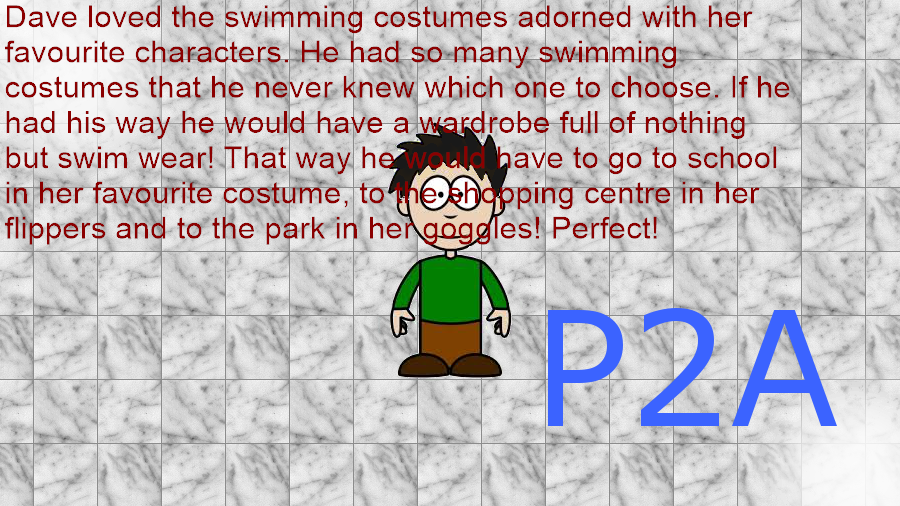 Dave loved the swimming costumes adorned with her
favourite characters. He had so many swimming
costumes that he never knew which one to choose. If he
had his way he would have a wardrobe full of nothing
but swim wear! That way he would have to go to school
in her favourite costume, to the shopping centre in her
flippers and to the park in her goggles! Perfect!
P2A